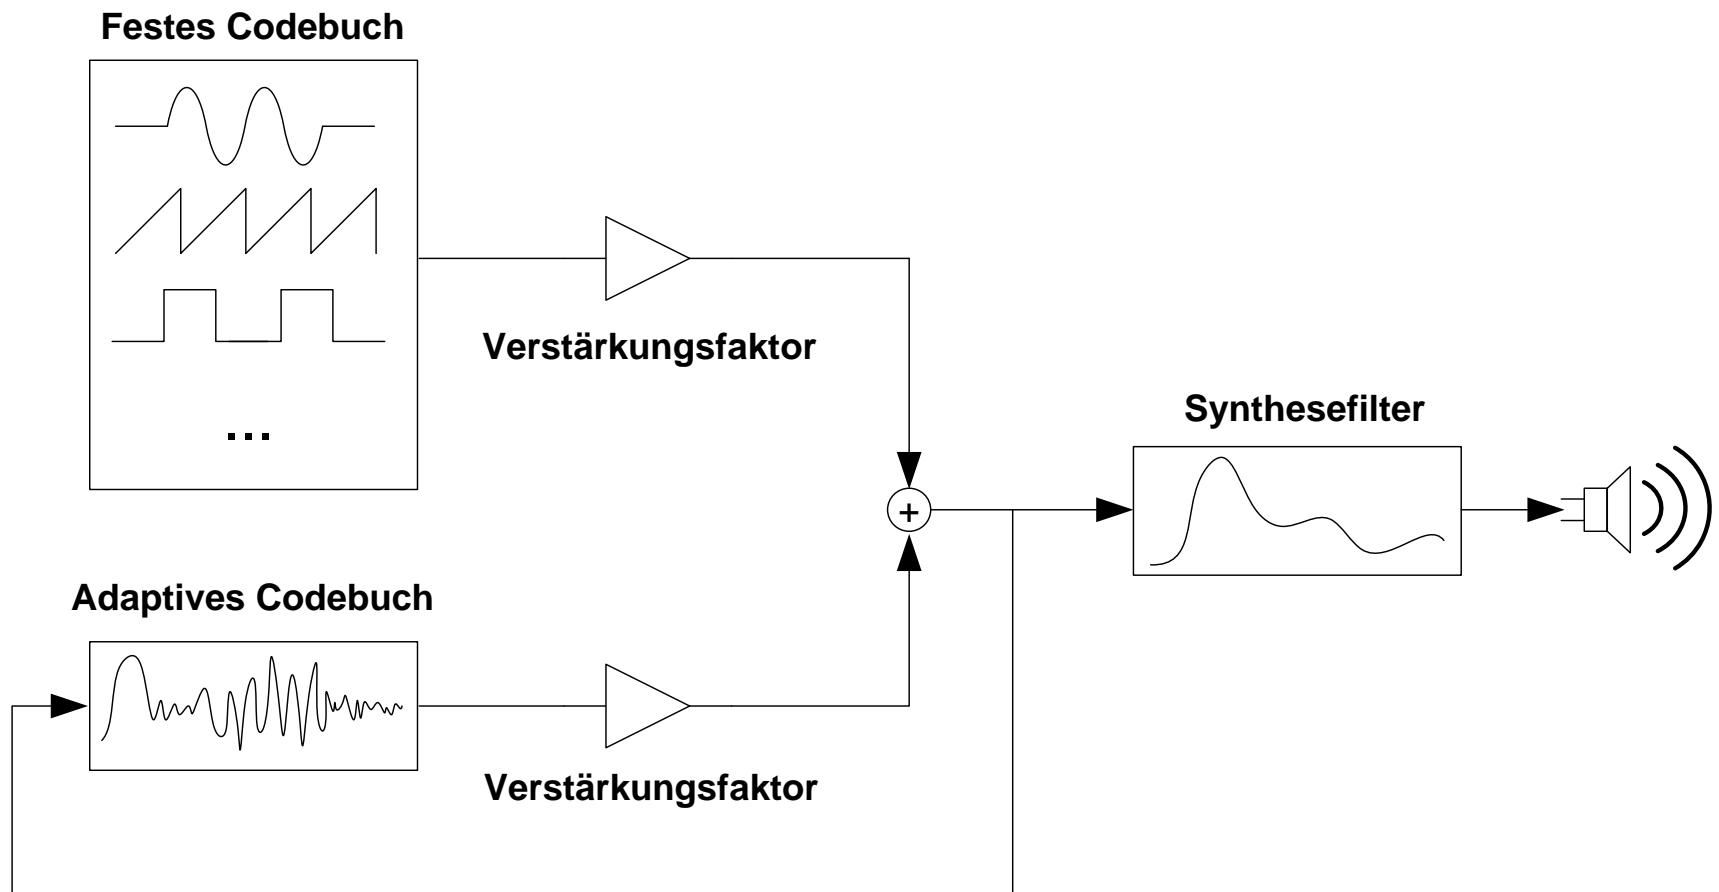 Festes Codebuch
...
Verstärkungsfaktor
Synthesefilter
+
Adaptives Codebuch
Verstärkungsfaktor